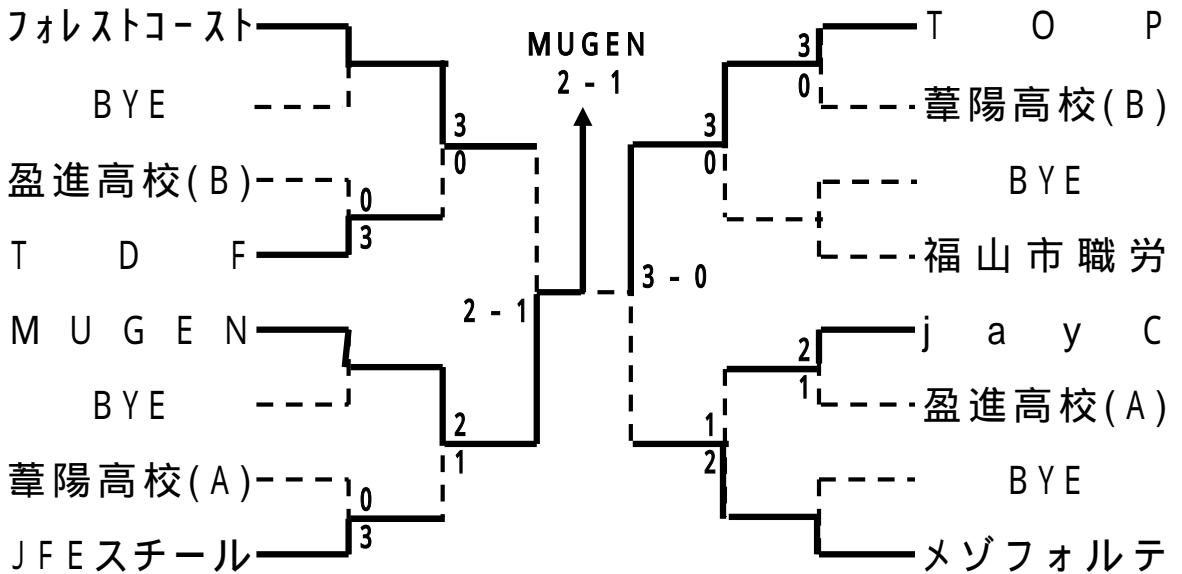 フォレストコースト
BYE
盈進高校(B)
T D F
MUGEN
BYE
葦陽高校(A)
JFEスチール
3
0
0
3
2
1
0
3
2-1
MUGEN
2-1
3-0
3
0
3
0
2
1
1
2
T O P
葦陽高校(B)
BYE
福山市職労
j a y C
盈進高校(A)
BYE
メゾフォルテ